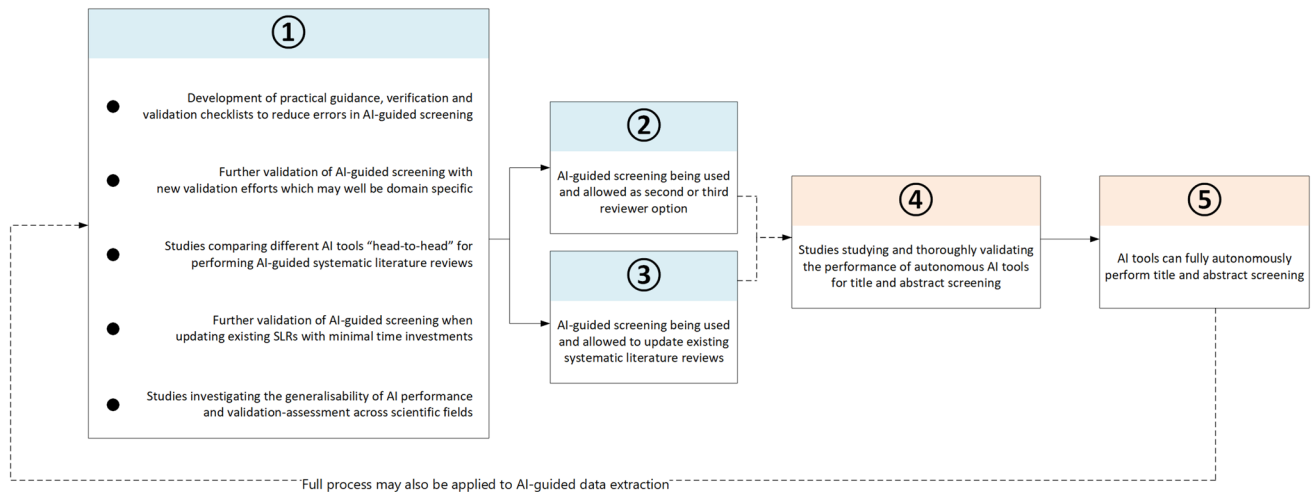 ①
Development of practical guidance, verification and
validation checklists to reduce errors in AI-guided screening
Further validation of AI-guided screening with
new validation efforts which may well be domain specific
Studies comparing different AI tools “head-to-head” for
performing AI-guided systematic literature reviews
Further validation of AI-guided screening when
updating existing SLRs with minimal time investments
Studies investigating the generalisability of AI performance
and validation-assessment across scientific fields
②
AI-guided screening being used
and allowed as second or third
reviewer option
③
AI-guided screening being used
and allowed to update existing
systematic literature reviews
④
Studies studying and thoroughly validating
the performance of autonomous AI tools
for title and abstract screening
⑤
AI tools can fully autonomously
perform title and abstract screening
Full process may also be applied to AI-guided data extraction